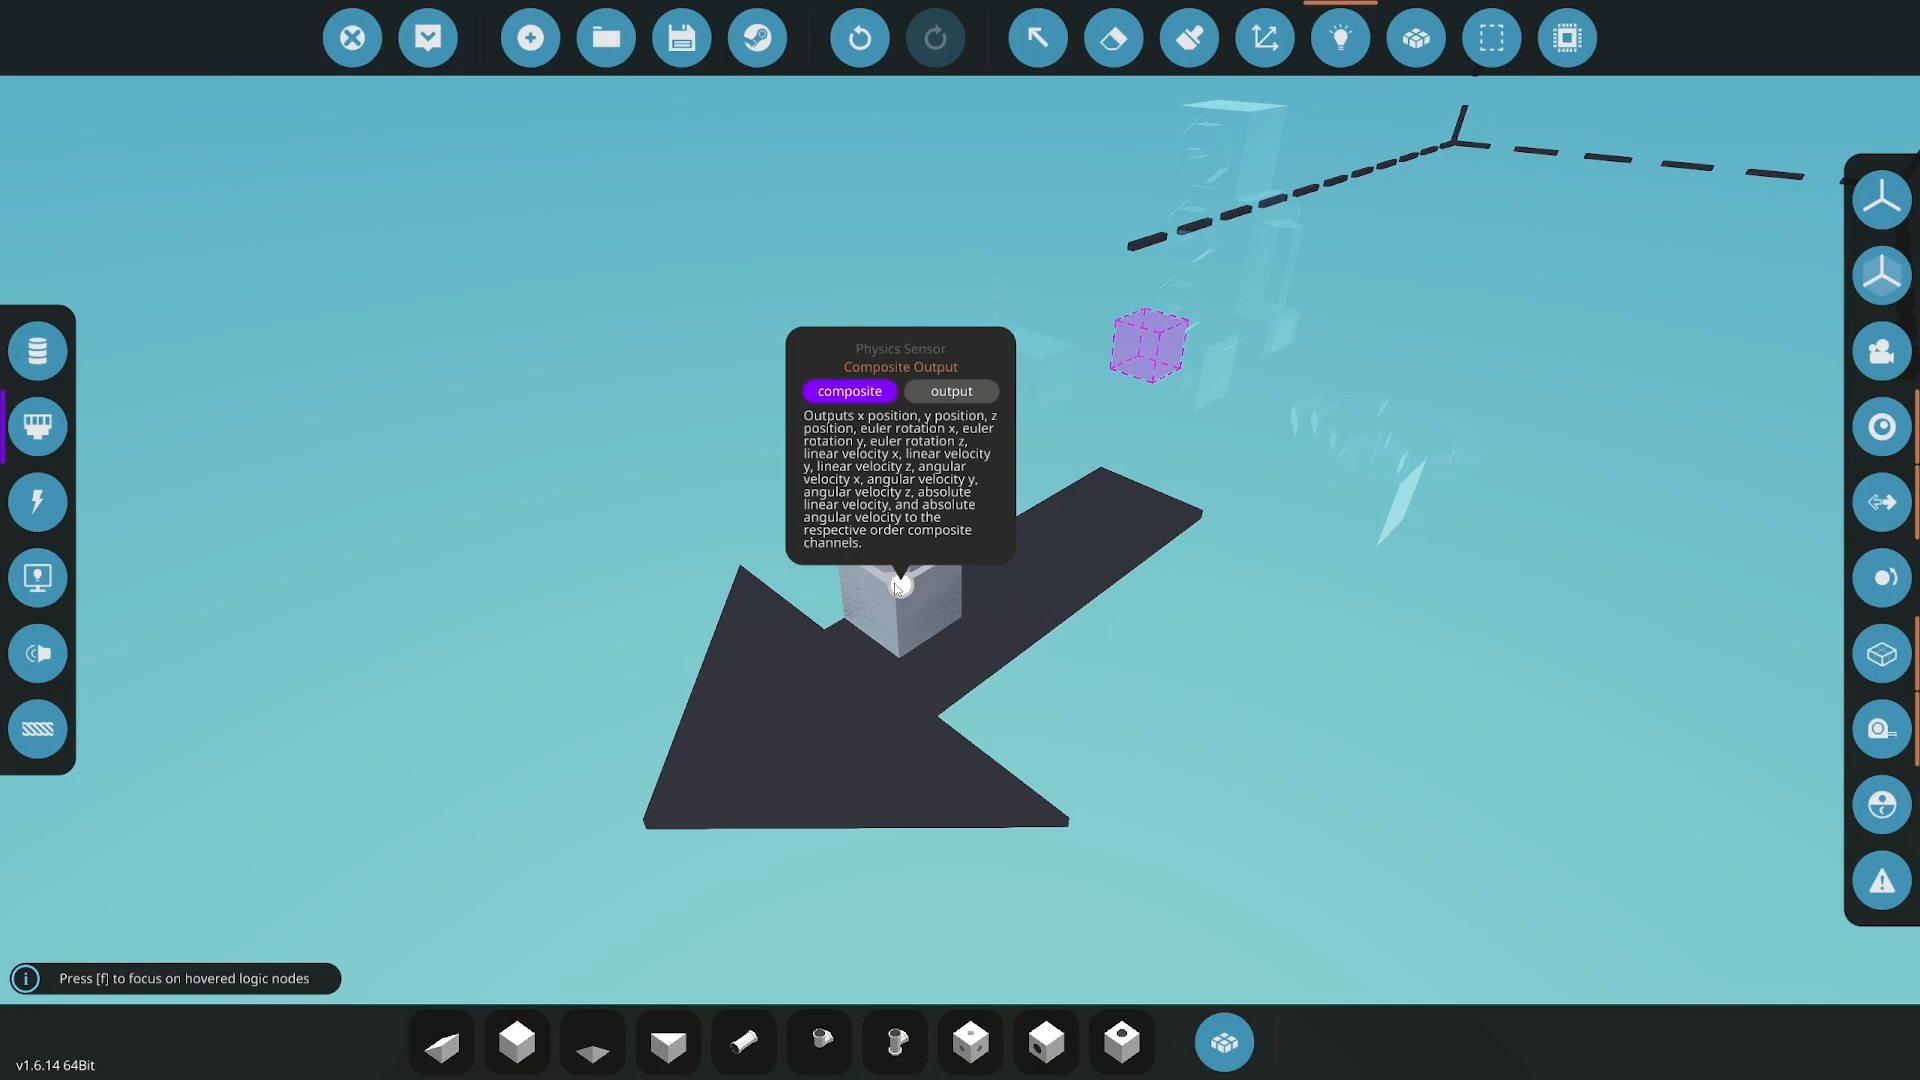 Physics Sensor
Composite Output
composite output
Outputs x position, y position, z
position, euler rotation x, euler
rotation y, euler rotation z,
linear velocity x, linear velocity
y, linear velocity z, angular
velocity x, angular velocity y,
angular velocity z, absolute
linear velocity, and absolute
angular velocity to the
respective order composite
channels.
Press [f] to focus on hovered logic nodes
v1.6.14 64Bit